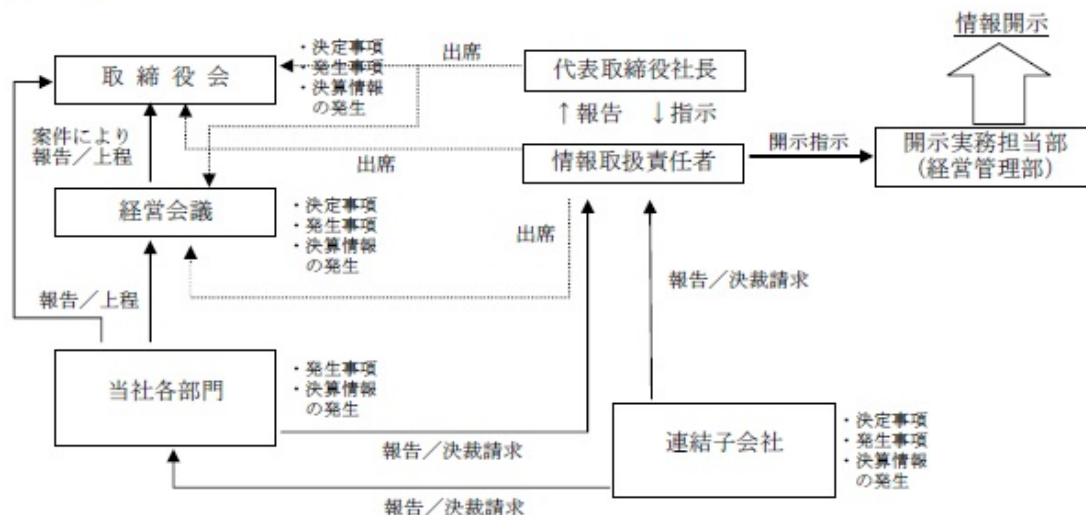 情報開示
取 締 役 会
・決定事項
・発生事項
・決算情報
の発生
出席
代表取締役社長
↑報告 ↓指示
案件により
報告／上程
出席
情報取扱責任者
開示指示
開示実務担当部
（経営管理部）
経営会議
・決定事項
・発生事項
・決算情報
の発生
出席
報告／上程
報告／決裁請求
当社各部門
・発生事項
・決算情報
の発生
連結子会社
・決定事項
・発生事項
・決算情報
の発生
報告／決裁請求
報告／決裁請求